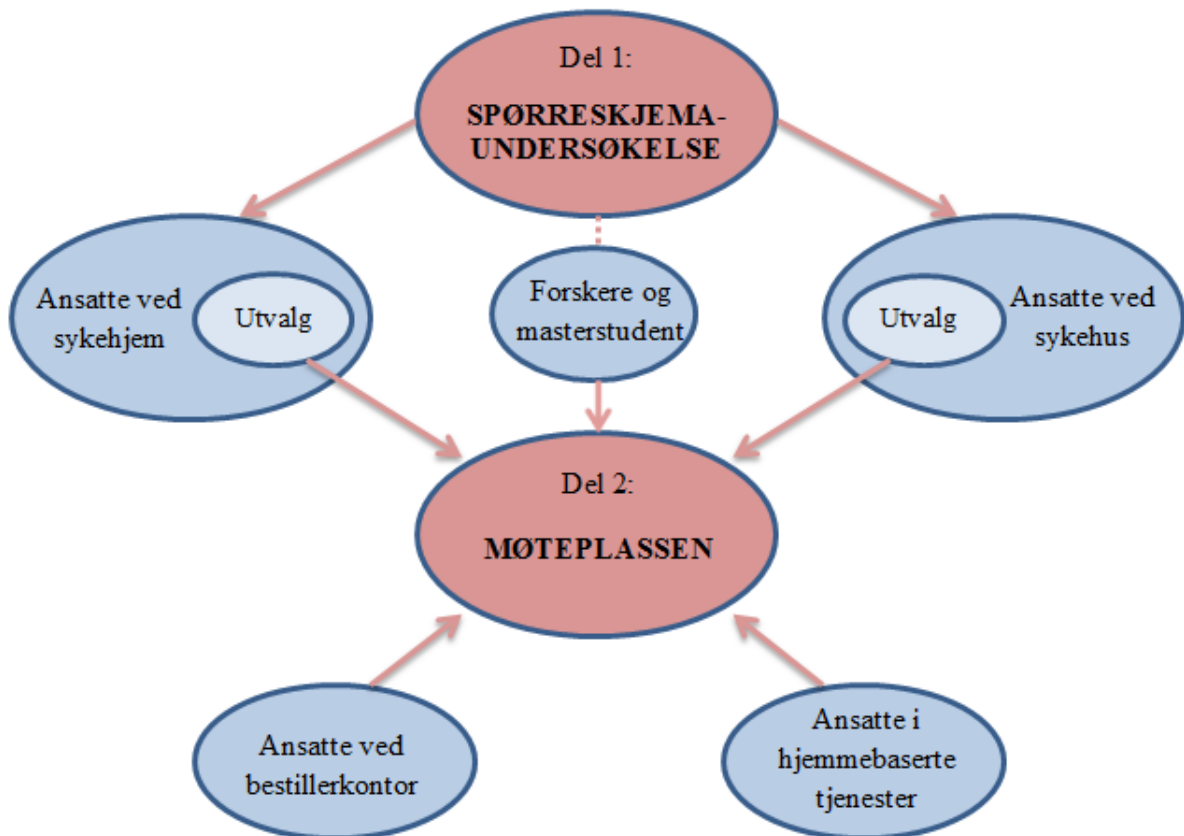 Del 1:
SPØRRESKJEMA-
UNDERSØKELSE
Ansatte ved
sykehjem
Utvalg
Forskere og
masterstudent
Utvalg
Ansatte ved
sykehus
Del 2:
MØTEPLASSEN
Ansatte ved
bestillerkontor
Ansatte i
hjemmebaserte
tjenester